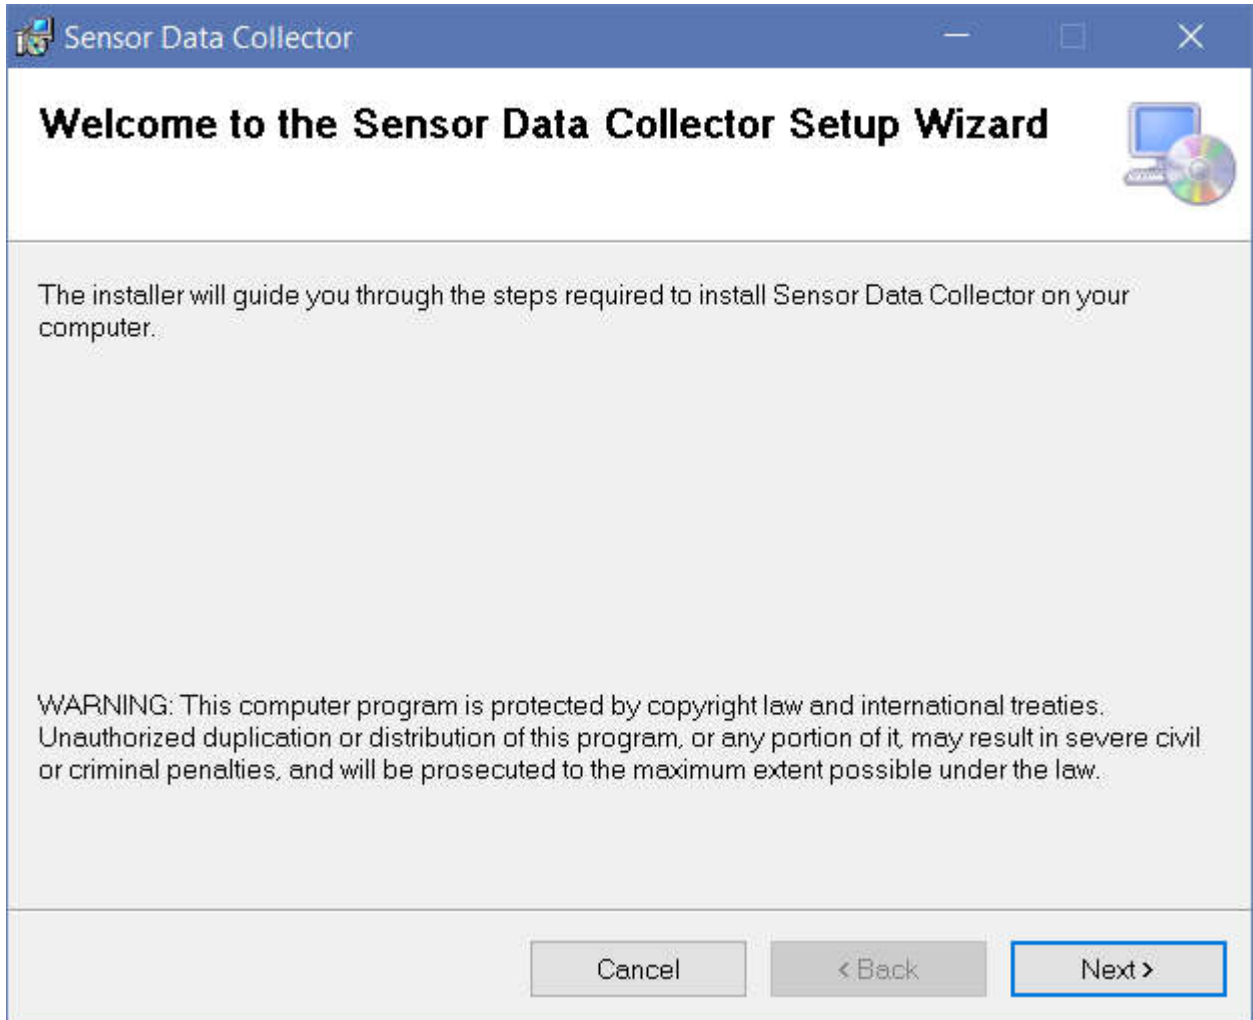 Sensor Data Collector
Welcome to the Sensor Data Collector Setup Wizard
The installer will guide you through the steps required to install Sensor Data Collector on your
computer.
WARNING: This computer program is protected by copyright law and international treaties.
Unauthorized duplication or distribution of this program, or any portion of it, may result in severe civil
or criminal penalties, and will be prosecuted to the maximum extent possible under the law.
Cancel < Back Next >